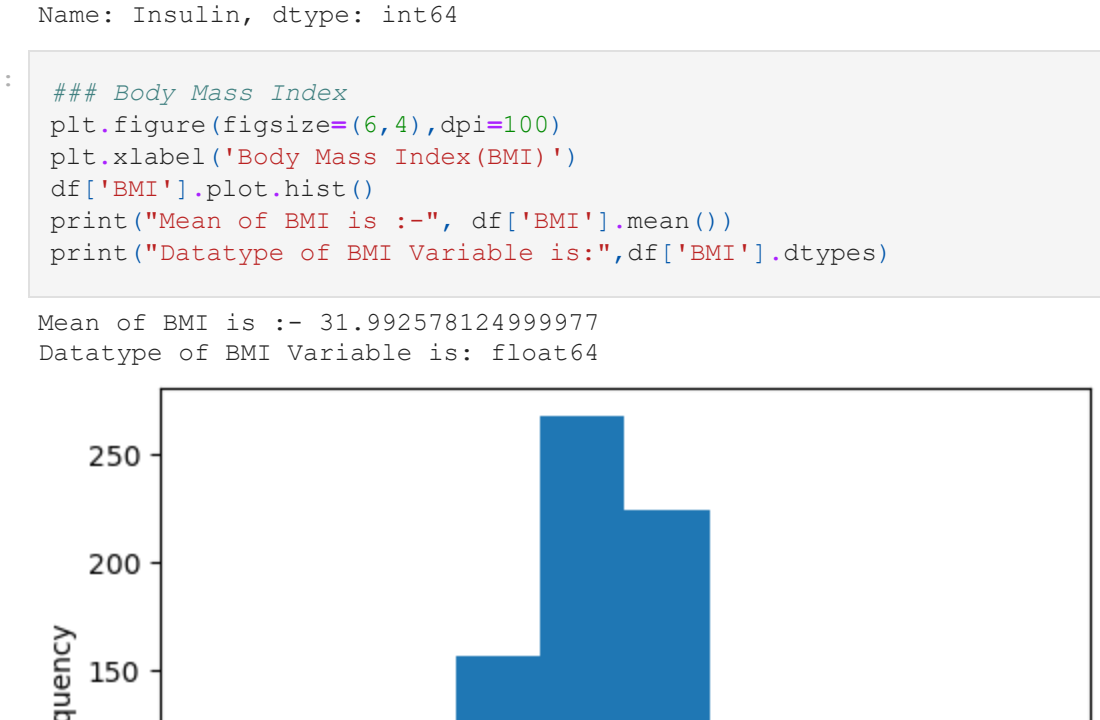 Name: Insulin, dtype: int64
:
### Body Mass Index
plt.figure(figsize=(6,4),dpi=100)
plt.xlabel('Body Mass Index(BMI)')
df['BMI'].plot.hist()
print("Mean of BMI is :-", df['BMI'].mean())
print("Datatype of BMI Variable is:",df['BMI'].dtypes)
Mean of BMI is :- 31.992578124999977
Datatype of BMI Variable is: float64
250
200
150